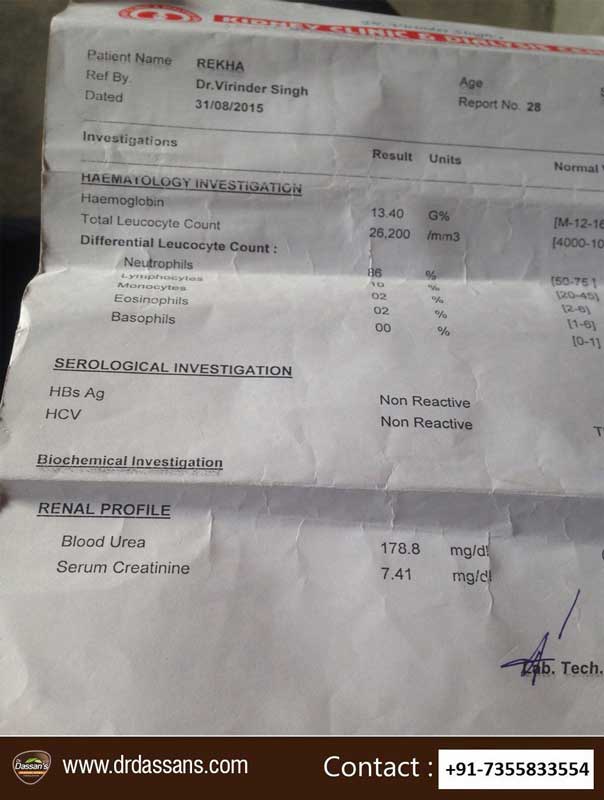 KIDNEY CLINIC & DIALYSIS
Patient Name REKHA
Ref By. Dr.Virinder Singh Age
Dated 31/08/2015 Report No. 28
Investigations Result Units Normal
HAEMATOLOGY INVESTIGATION
Haemoglobin 13.40 G% [M-12-16
Total Leucocyte Count 26,200 /mm3 [4000-10
Differential Leucocyte Count :
Neutrophils 86 % [50-75]
Lymphocytes 10 % [20-45]
Monocytes 02 % [2-6]
Eosinophils 02 % [1-6]
Basophils 00 % [0-1]
SEROLOGICAL INVESTIGATION
HBs Ag Non Reactive
HCV Non Reactive
Biochemical Investigation
RENAL PROFILE
Blood Urea 178.8 mg/dl
Serum Creatinine 7.41 mg/dl
Lab. Tech.
Dassan's www.drdassans.com Contact : +91-7355833554